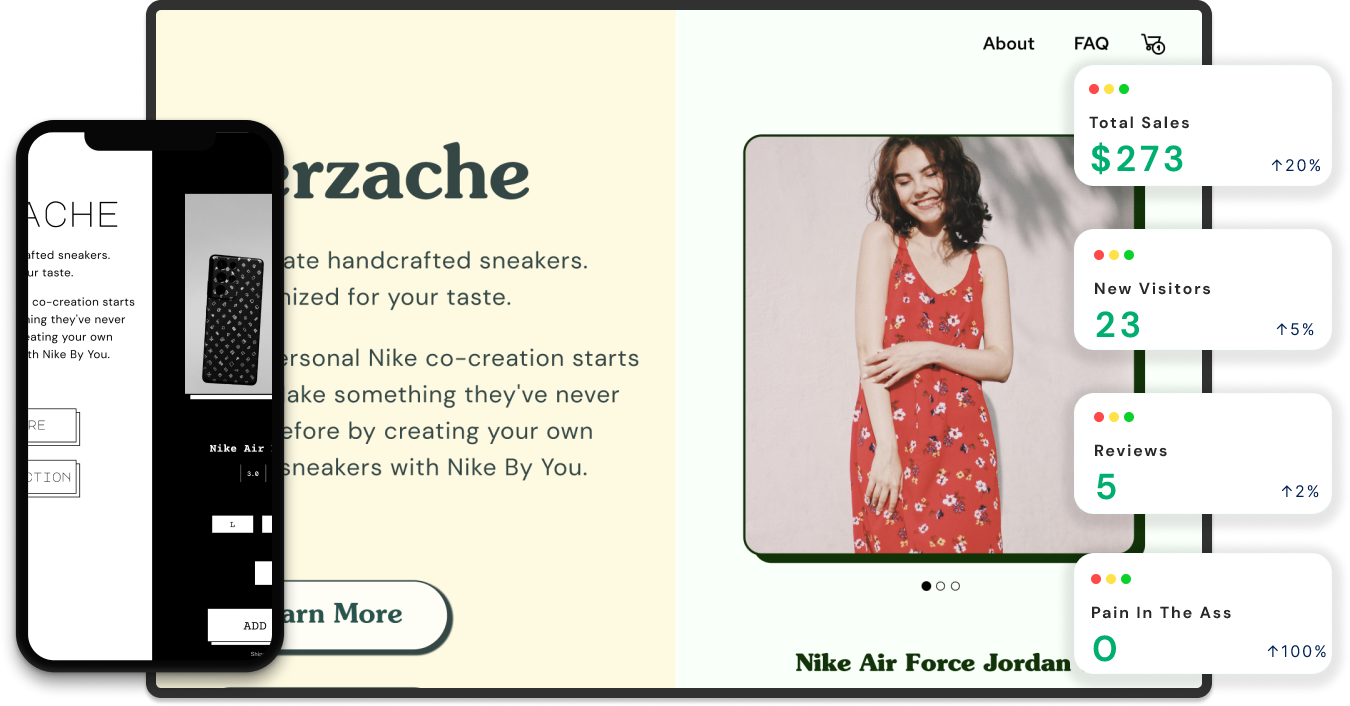 About FAQ
erzache
ate handcrafted sneakers.
nized for your taste.
ersonal Nike co-creation starts
ake something they've never
efore by creating your own
sneakers with Nike By You.
arn More
ACHE
afted sneakers.
ur taste.
co-creation starts
ning they've never
eating your own
th Nike By You.
RE
CTION
Nike Air
3.0
L
ADD
Nike Air Force Jordan
Total Sales
$273 ↑20%
New Visitors
23 ↑5%
Reviews
5 ↑2%
Pain In The Ass
0 ↑100%